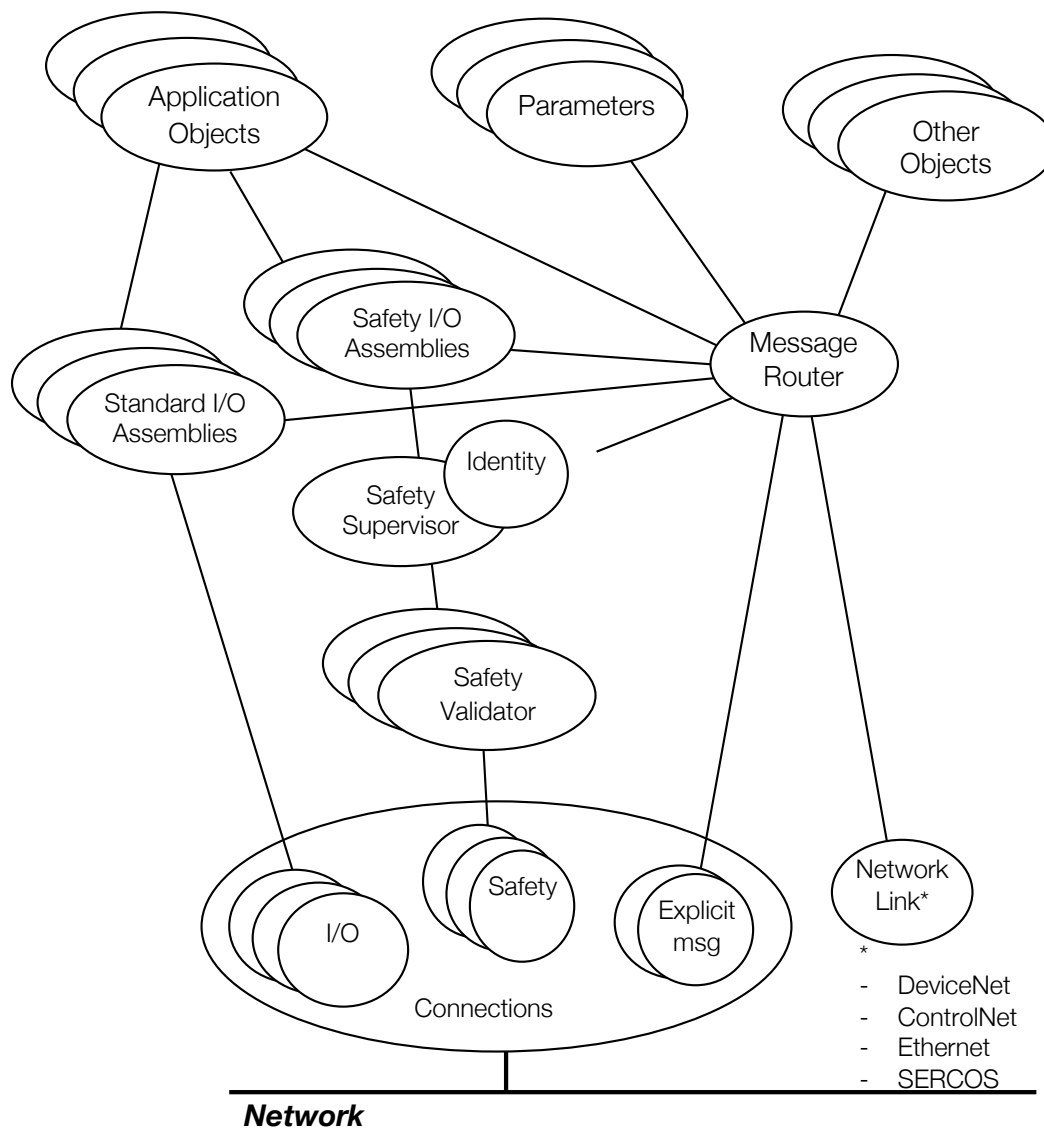 Application
Objects
Parameters
Other
Objects
Safety I/O
Assemblies
Message
Router
Standard I/O
Assemblies
Identity
Safety
Supervisor
Safety
Validator
Network
Link*
Safety
Explicit
msg
I/O
Connections
*
- DeviceNet
- ControlNet
- Ethernet
- SERCOS
Network